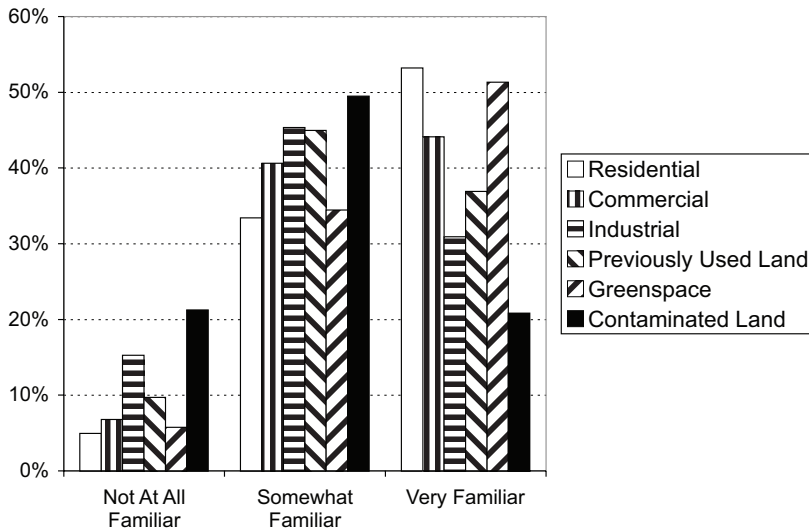 60%
50%
40%
30%
20%
10%
0%
Not At All
Familiar
Somewhat
Familiar
Very Familiar
Residential
Commercial
Industrial
Previously Used Land
Greenspace
Contaminated Land